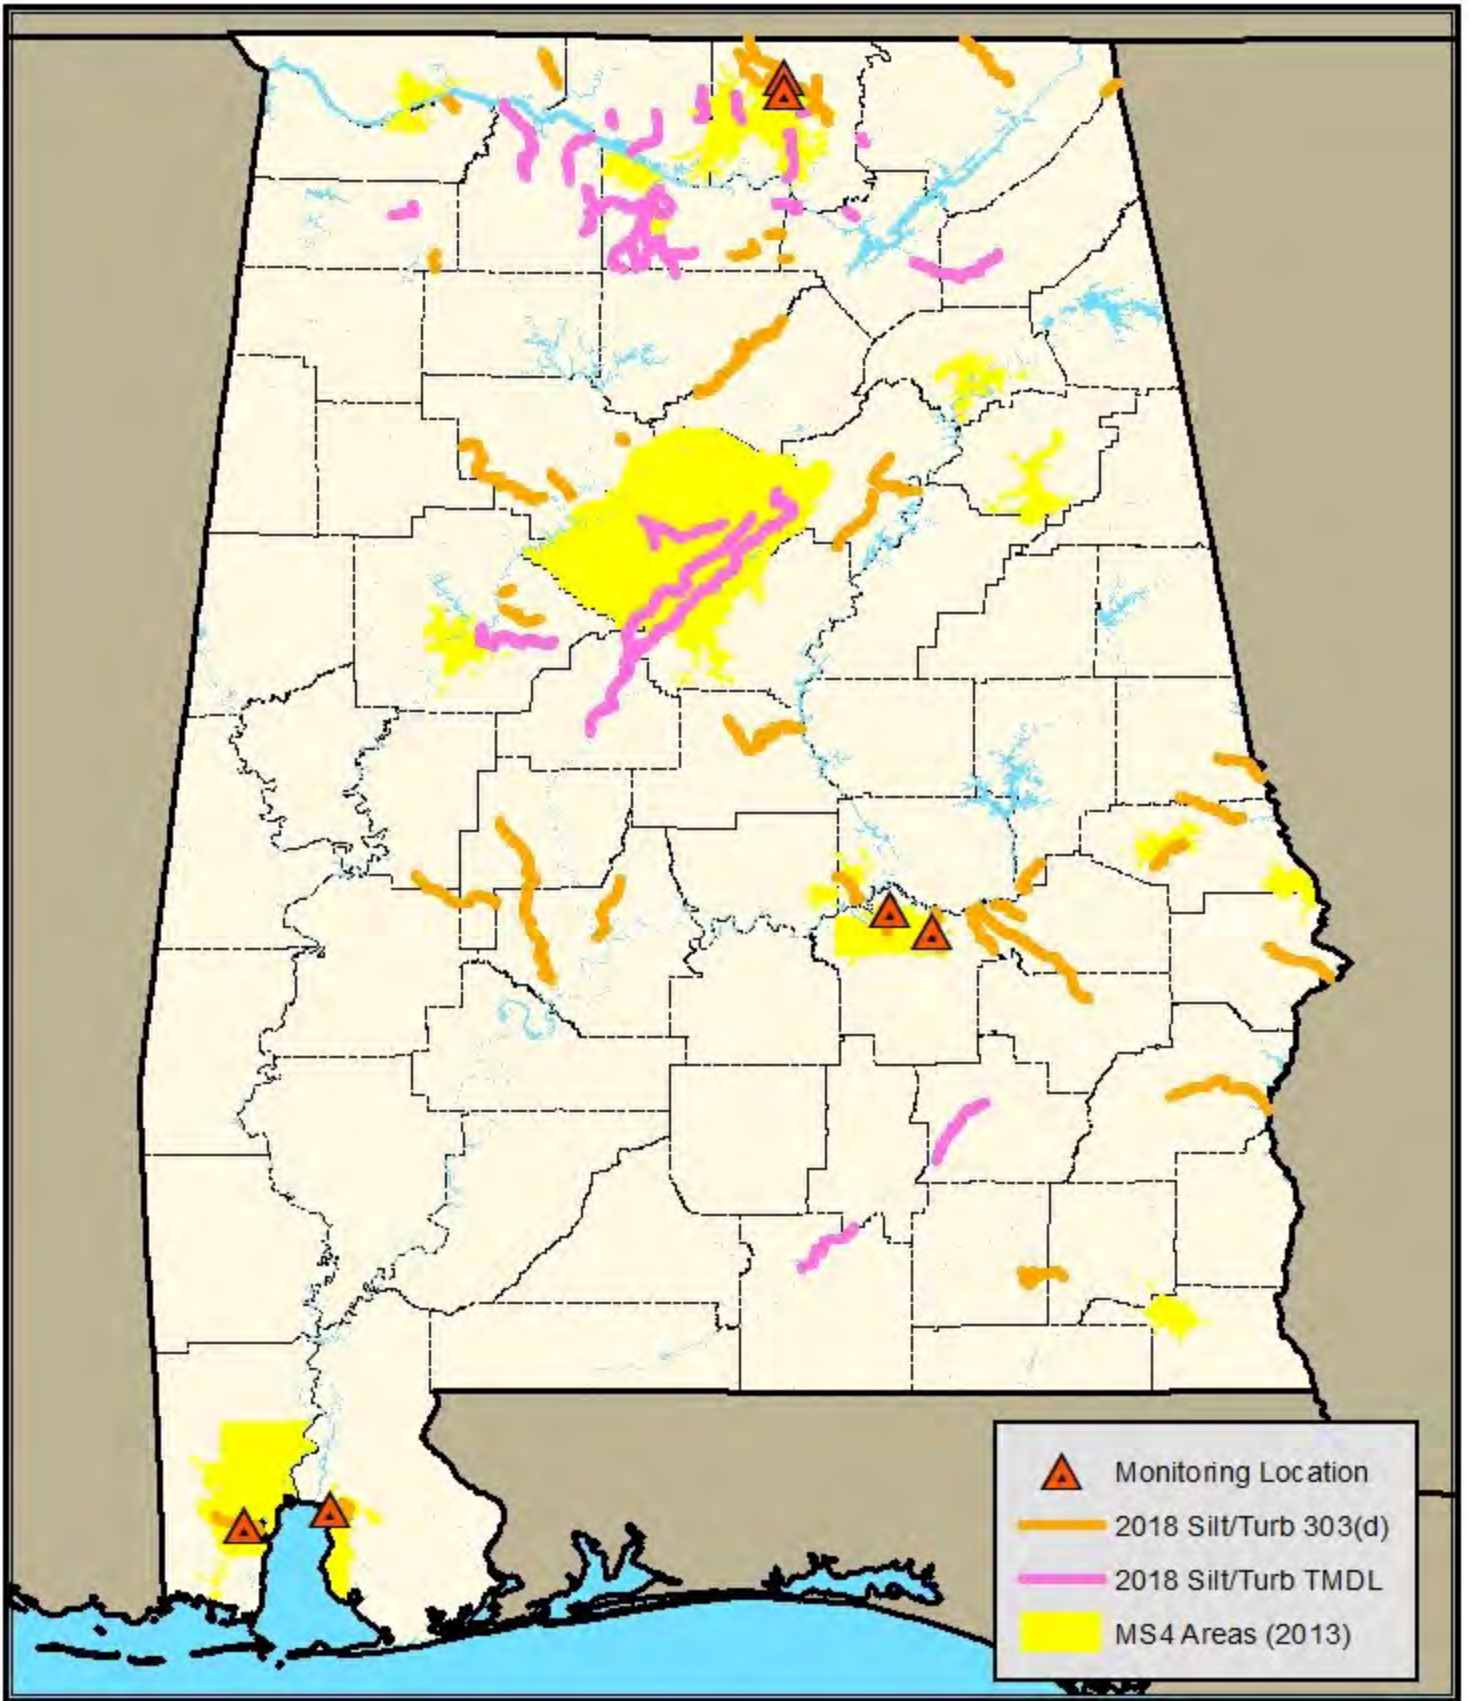 Monitoring Location
2018 Silt/Turb 303(d)
2018 Silt/Turb TMDL
MS4 Areas (2013)